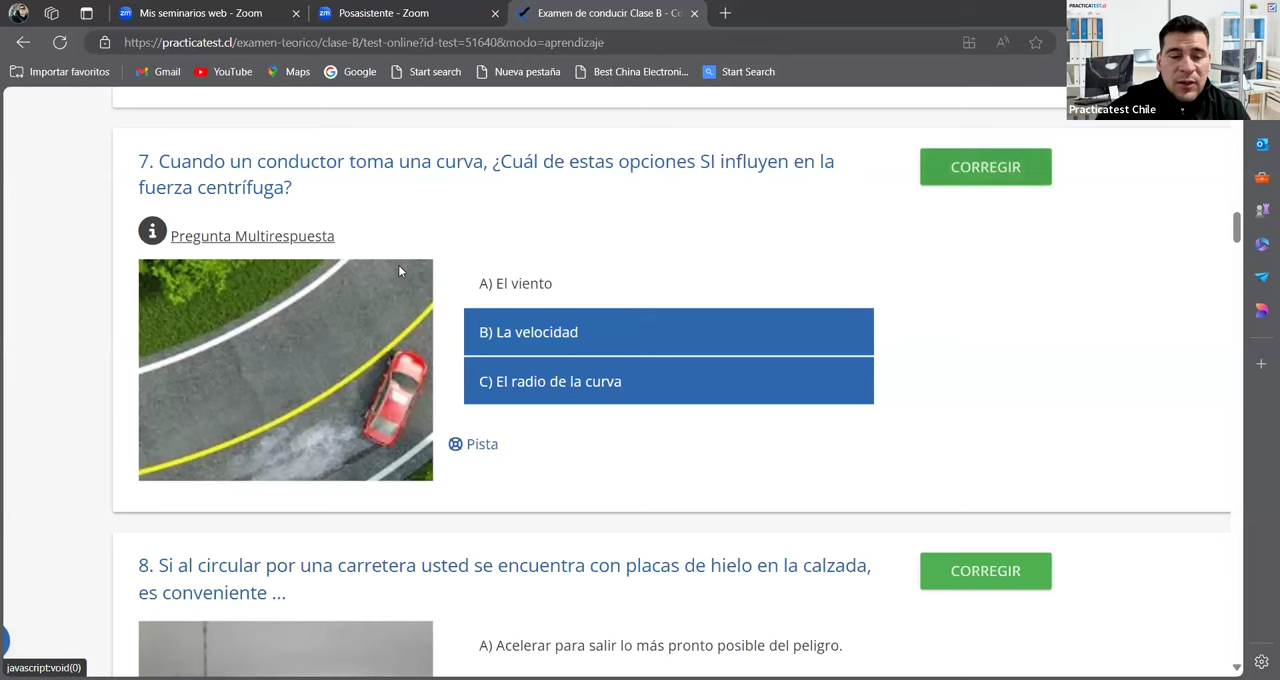 Mis seminarios web - Zoom
Posasistente - Zoom
Examen de conducir Clase B - Co
https://practicatest.cl/examen-teorico/clase-B/test-online?id-test=51640&modo=aprendizaje
Importar favoritos
Gmail
YouTube
Maps
Google
Start search
Nueva pestaña
Best China Electroni...
Start Search
PRACTICATEST.cl
Practicatest Chile
7. Cuando un conductor toma una curva, ¿Cuál de estas opciones SI influyen en la
fuerza centrífuga?
CORREGIR
Pregunta Multirespuesta
A) El viento
B) La velocidad
C) El radio de la curva
Pista
8. Si al circular por una carretera usted se encuentra con placas de hielo en la calzada,
es conveniente ...
CORREGIR
A) Acelerar para salir lo más pronto posible del peligro.
javascript:void(0)